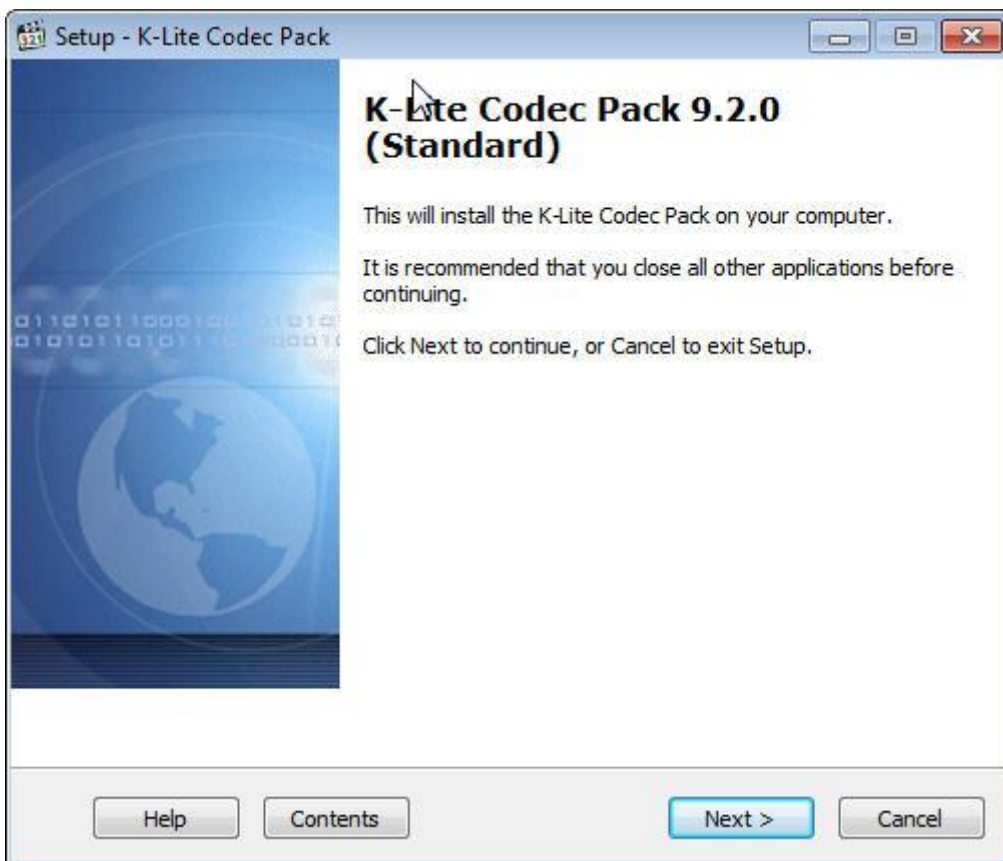 Setup - K-Lite Codec Pack
K-Lite Codec Pack 9.2.0
(Standard)
This will install the K-Lite Codec Pack on your computer.
It is recommended that you close all other applications before
continuing.
Click Next to continue, or Cancel to exit Setup.
Help Contents Next > Cancel